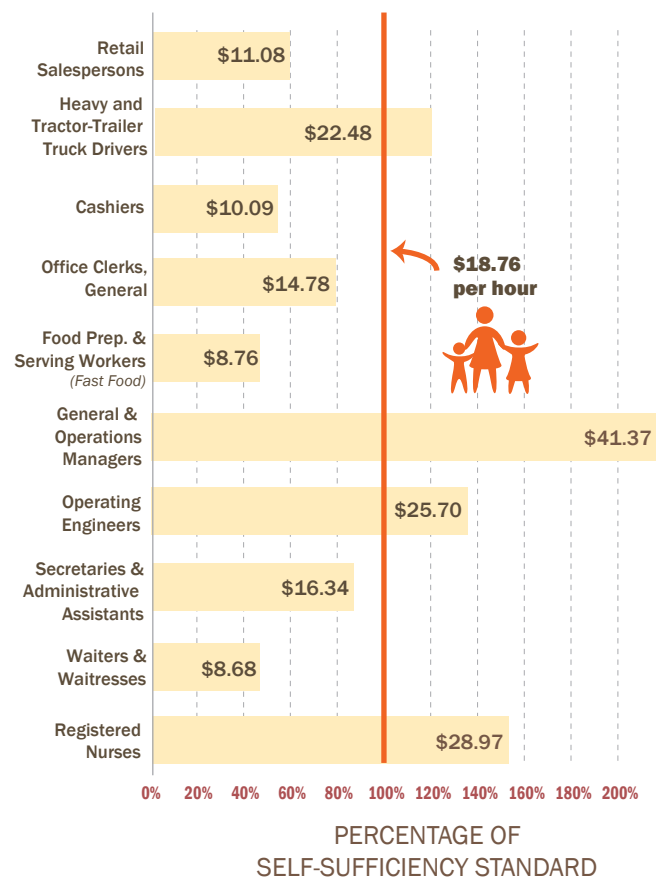 Retail
Salespersons
$11.08
Heavy and
Tractor-Trailer
Truck Drivers
$22.48
Cashiers
$10.09
Office Clerks,
General
$14.78
$18.76
per hour
Food Prep. &
Serving Workers
(Fast Food)
$8.76
General &
Operations
Managers
$41.37
Operating
Engineers
$25.70
Secretaries &
Administrative
Assistants
$16.34
Waiters &
Waitresses
$8.68
Registered
Nurses
$28.97
0% 20% 40% 60% 80% 100% 120% 140% 160% 180% 200%
PERCENTAGE OF
SELF-SUFFICIENCY STANDARD